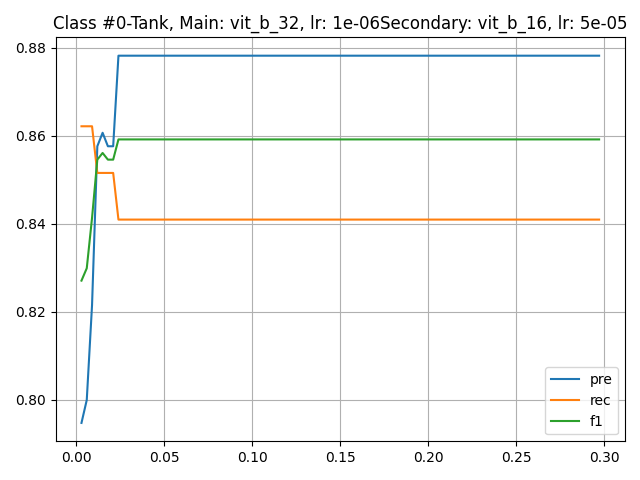 Class #0-Tank, Main: vit_b_32, lr: 1e-06Secondary: vit_b_16, lr: 5e-05
0.88
0.86
0.84
0.82
0.80
0.00 0.05 0.10 0.15 0.20 0.25 0.30
pre
rec
f1